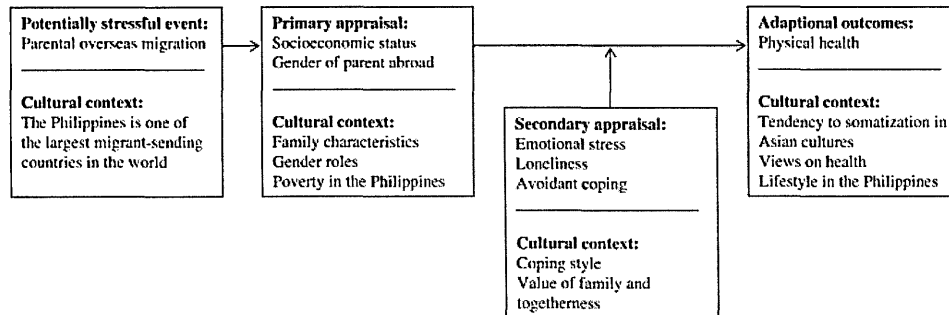 Potentially stressful event:
Parental overseas migration
Cultural context:
The Philippines is one of
the largest migrant-sending
countries in the world
Primary appraisal:
Socioeconomic status
Gender of parent abroad
Cultural context:
Family characteristics
Gender roles
Poverty in the Philippines
Secondary appraisal:
Emotional stress
Loneliness
Avoidant coping
Cultural context:
Coping style
Value of family and
togetherness
Adaptional outcomes:
Physical health
Cultural context:
Tendency to somatization in
Asian cultures
Views on health
Lifestyle in the Philippines